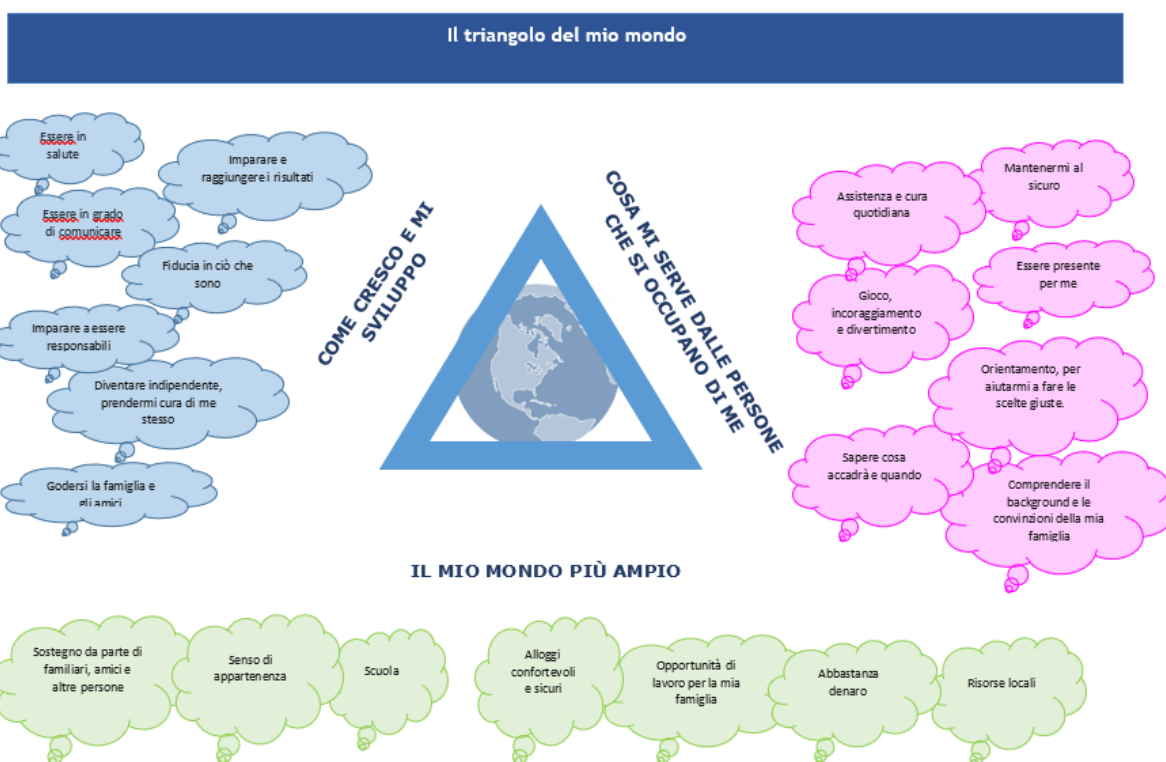 Il triangolo del mio mondo
Essere in
salute
Imparare e
raggiungere i risultati
Essere in grado
di comunicare
Fiducia in ciò che
sono
Imparare a essere
responsabili
Diventare indipendente,
prendermi cura di me
stesso
Godersi la famiglia e
gli amici
COME CRESCO E MI
SVILUPPO
COSA MI SERVE DALLE PERSONE
CHE SI OCCUPANO DI ME
Mantenermi al
sicuro
Assistenza e cura
quotidiana
Essere presente
per me
Gioco,
incoraggiamento
e divertimento
Orientamento, per
aiutarmi a fare le
scelte giuste.
Sapere cosa
accadrà e quando
Comprendere il
background e le
convinzioni della mia
famiglia
IL MIO MONDO PIÙ AMPIO
Sostegno da parte di
familiari, amici e
altre persone
Senso di
appartenenza
Scuola
Alloggi
confortevoli
e sicuri
Opportunità di
lavoro per la mia
famiglia
Abbastanza
denaro
Risorse locali